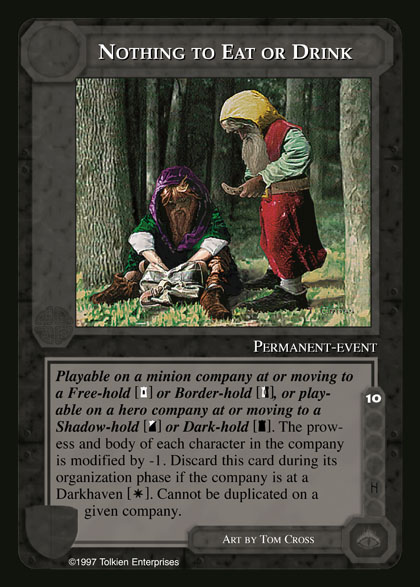 NOTHING TO EAT OR DRINK
PERMANENT-EVENT
Playable on a minion company at or moving to
a Free-hold [] or Border-hold [], or play-
able on a hero company at or moving to a
Shadow-hold [] or Dark-hold []. The prow-
ess and body of each character in the company
is modified by -1. Discard this card during its
organization phase if the company is at a
Darkhaven []. Cannot be duplicated on a
given company.
10
H
ART BY TOM CROSS
©1997 Tolkien Enterprises